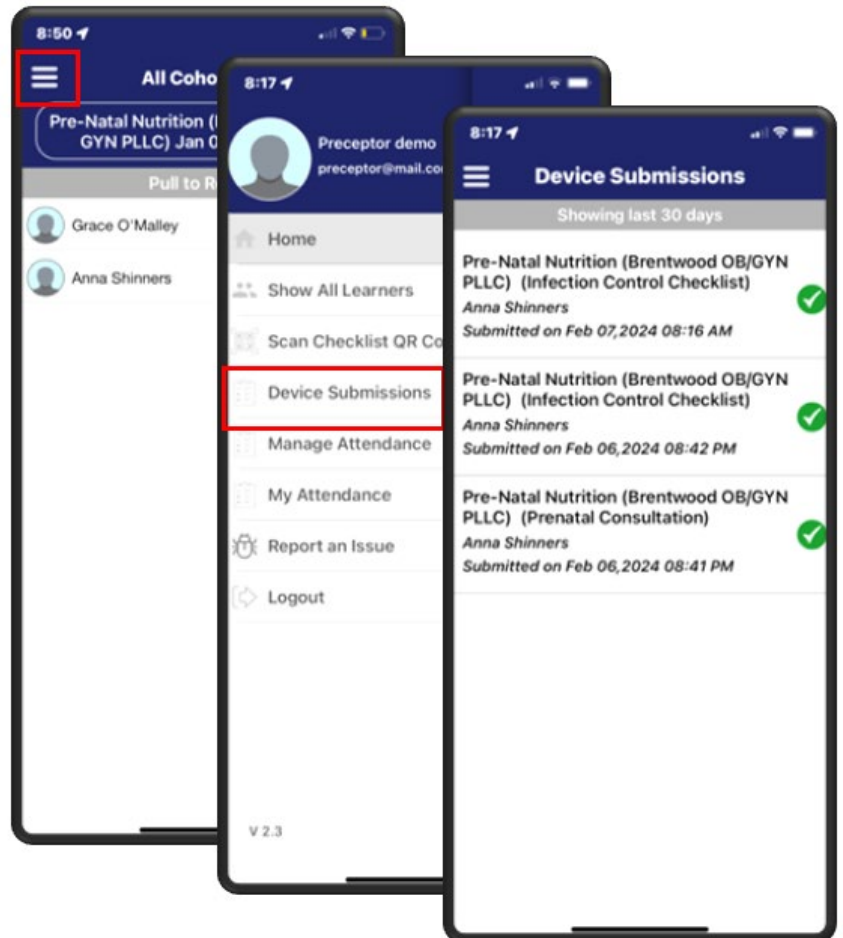 8:50
All Coho
Pre-Natal Nutrition (
GYN PLLC) Jan 0
Pull to R
Grace O'Malley
Anna Shinners
8:17
Preceptor demo
preceptor@mail.co
Home
Show All Learners
Scan Checklist QR Co
Device Submissions
Manage Attendance
My Attendance
Report an Issue
Logout
V 2.3
8:17
Device Submissions
Showing last 30 days
Pre-Natal Nutrition (Brentwood OB/GYN
PLLC) (Infection Control Checklist)
Anna Shinners
Submitted on Feb 07,2024 08:16 AM
Pre-Natal Nutrition (Brentwood OB/GYN
PLLC) (Infection Control Checklist)
Anna Shinners
Submitted on Feb 06,2024 08:42 PM
Pre-Natal Nutrition (Brentwood OB/GYN
PLLC) (Prenatal Consultation)
Anna Shinners
Submitted on Feb 06,2024 08:41 PM